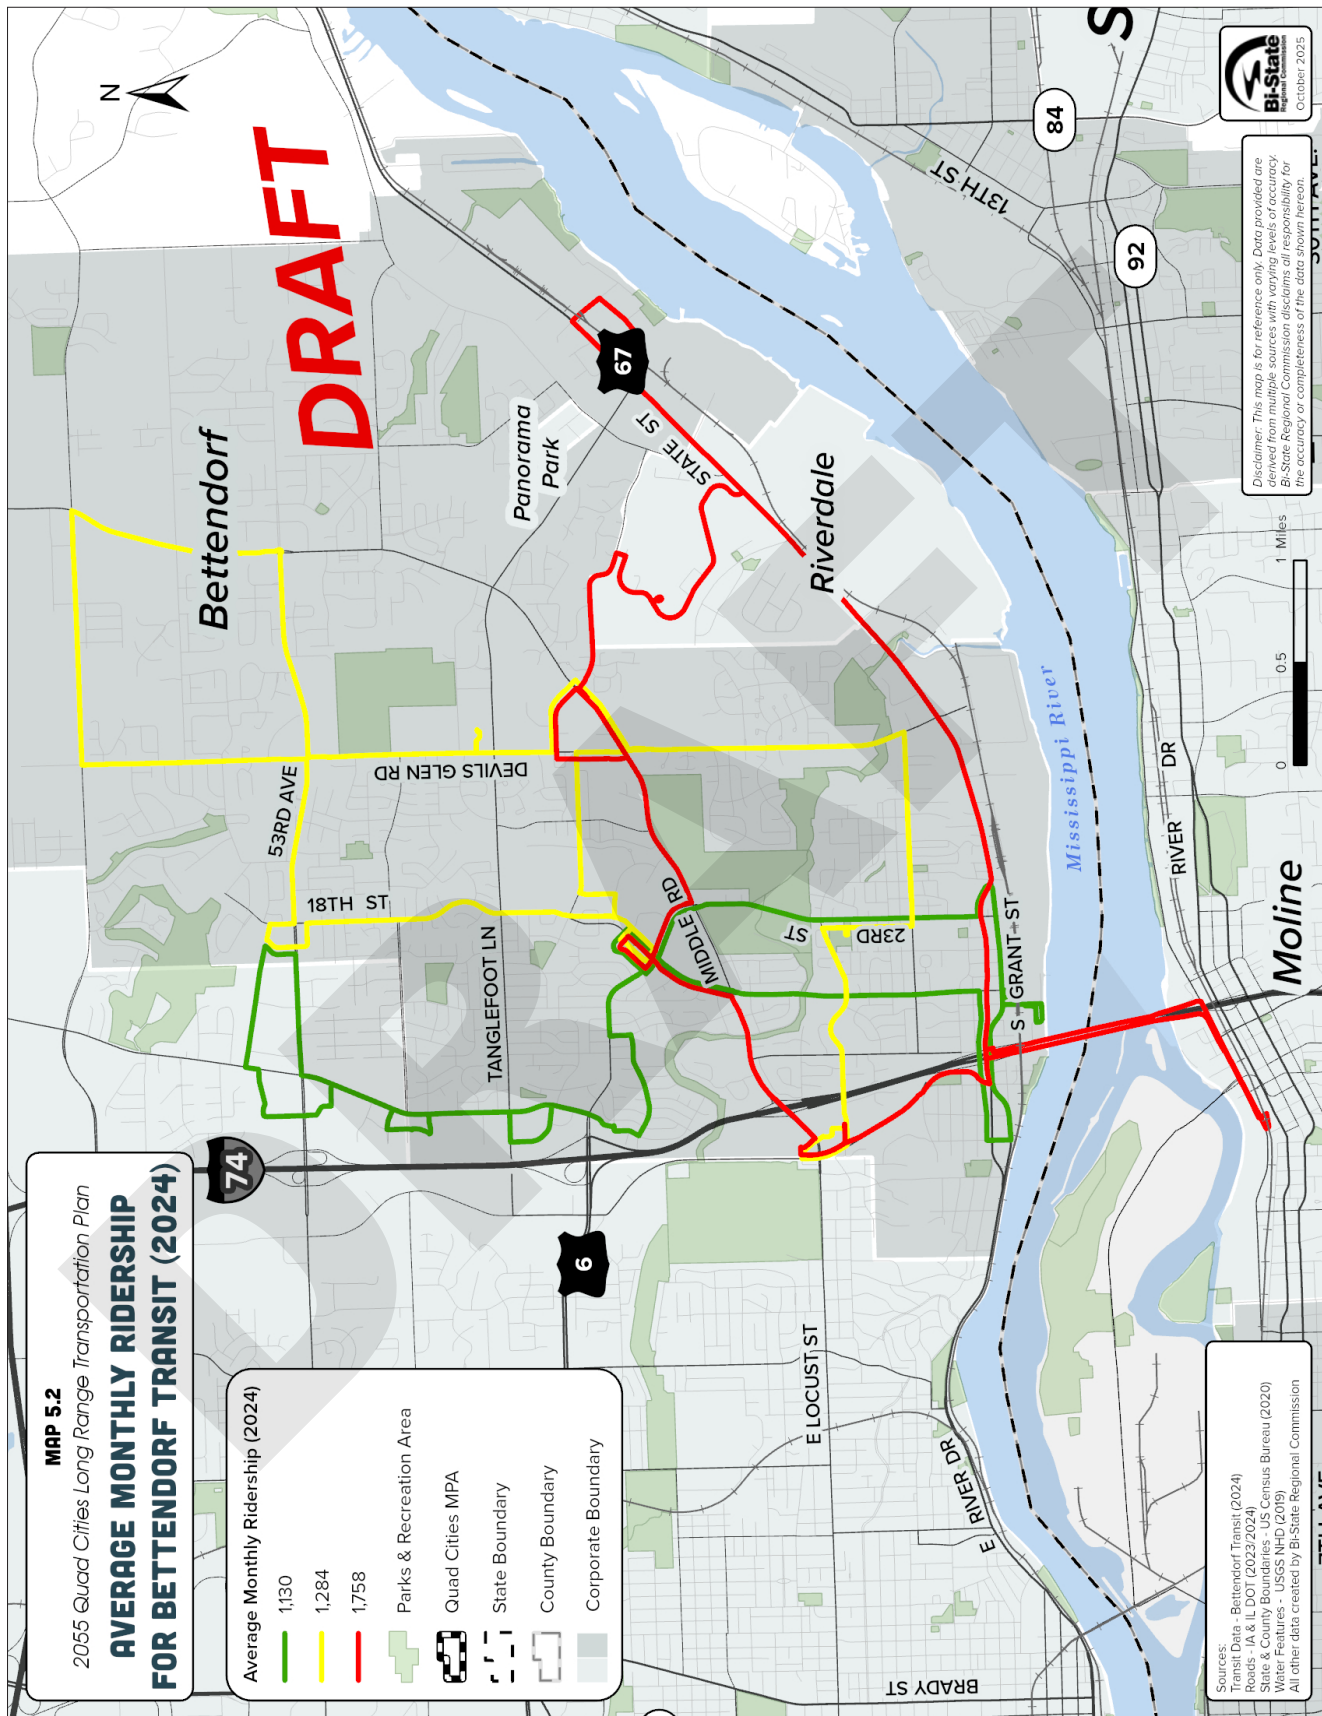 MAP 5.2
2055 Quad Cities Long Range Transportation Plan
AVERAGE MONTHLY RIDERSHIP
FOR BETTENDORF TRANSIT (2024)
Average Monthly Ridership (2024)
1,130
1,284
1,758
Parks & Recreation Area
Quad Cities MPA
State Boundary
County Boundary
Corporate Boundary
DRAFT
DRAFT
N
Bettendorf
Panorama
Park
Riverdale
Moline
74
6
67
84
92
53RD AVE
18TH ST
DEVILS GLEN RD
TANGLEFOOT LN
MIDDLE RD
23RD ST
STATE ST
S GRANT ST
E LOCUST ST
E RIVER DR
BRADY ST
RIVER DR
13TH ST
7TH AVE
Mississippi River
S
0 0.5 1 Miles
Sources:
Transit Data - Bettendorf Transit (2024)
Roads - IA & IL DOT (2023/2024)
State & County Boundaries - US Census Bureau (2020)
Water Features - USGS NHD (2019)
All other data created by Bi-State Regional Commission
Disclaimer: This map is for reference only. Data provided are
derived from multiple sources with varying levels of accuracy.
Bi-State Regional Commission disclaims all responsibility for
the accuracy or completeness of the data shown hereon.
Bi-State
Regional Commission
October 2025